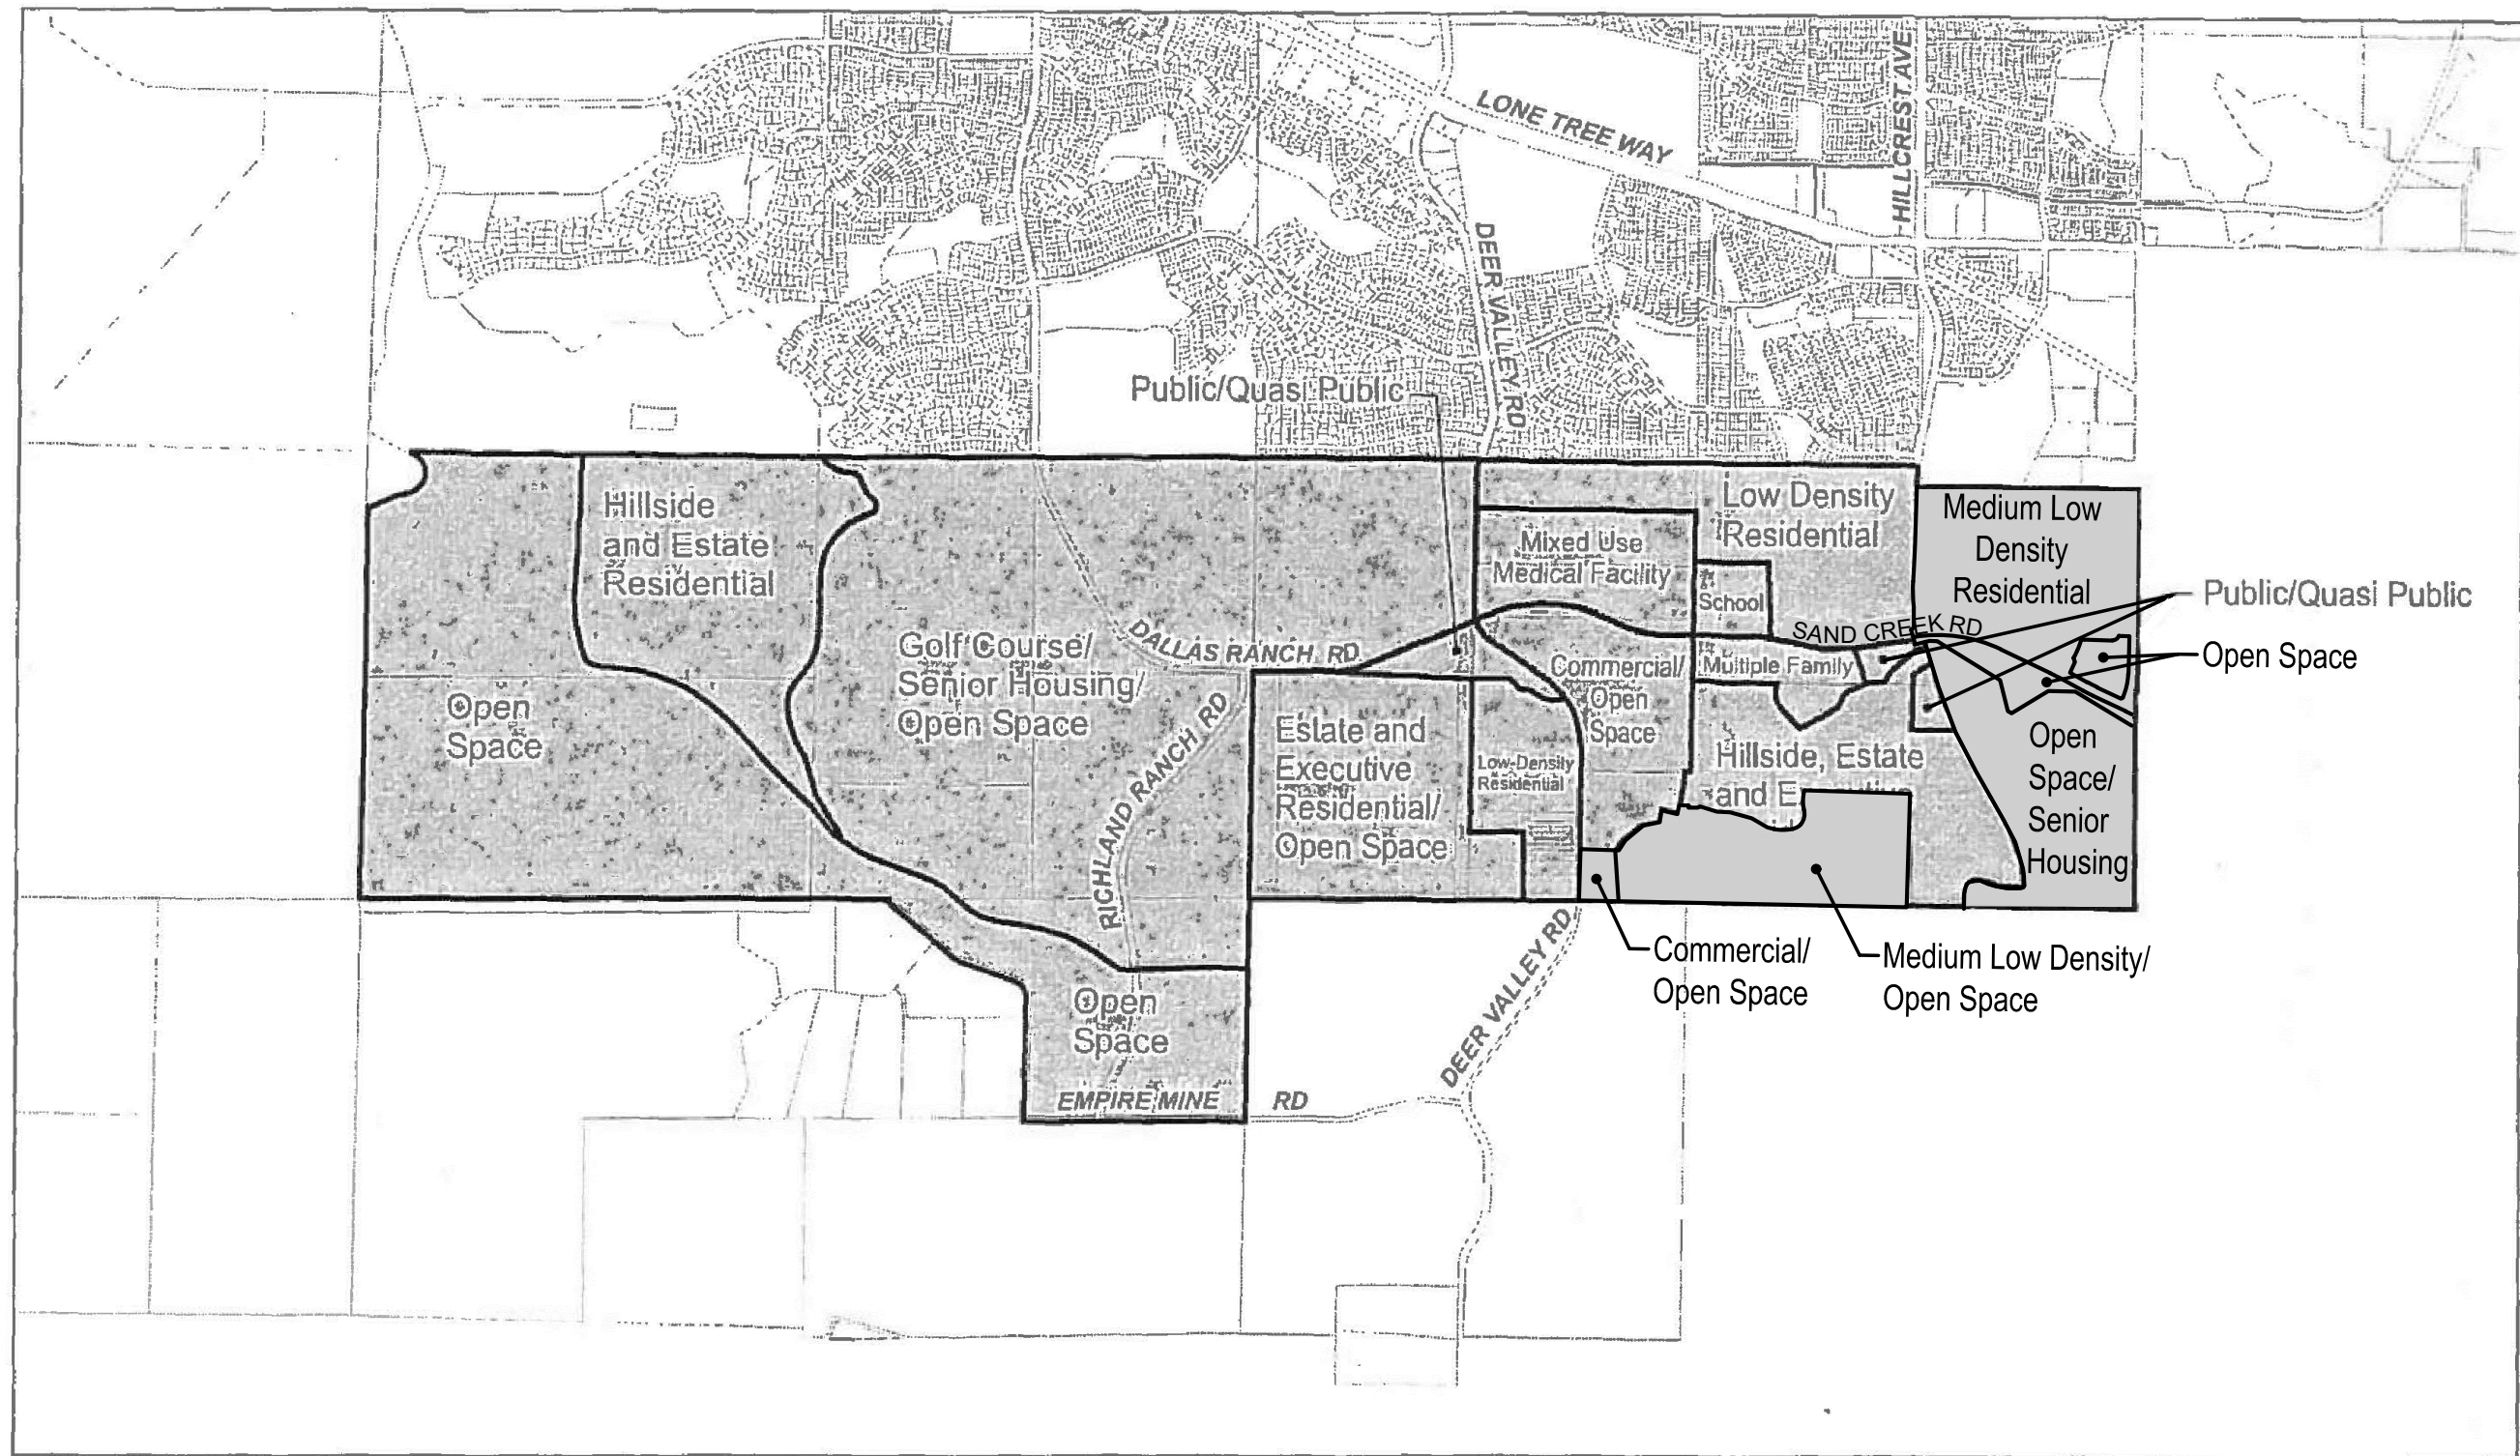 HILLCREST AVE
LONE TREE WAY
DEER VALLEY RD
Public/Quasi Public
Hillside
and Estate
Residential
Low Density
Residential
Medium Low
Density
Residential
Mixed Use
Medical Facility
School
Public/Quasi Public
SAND CREEK RD
Open Space
Golf Course/
Senior Housing/
Open Space
DALLAS RANCH RD
Commercial/
Open
Space
Multiple Family
Open
Space
RICHLAND RANCH RD
Estate and
Executive
Residential/
Open Space
Low-Density
Residential
Hillside, Estate
and
Open
Space/
Senior
Housing
Commercial/
Open Space
Medium Low Density/
Open Space
DEER VALLEY RD
Open
Space
EMPIRE MINE RD